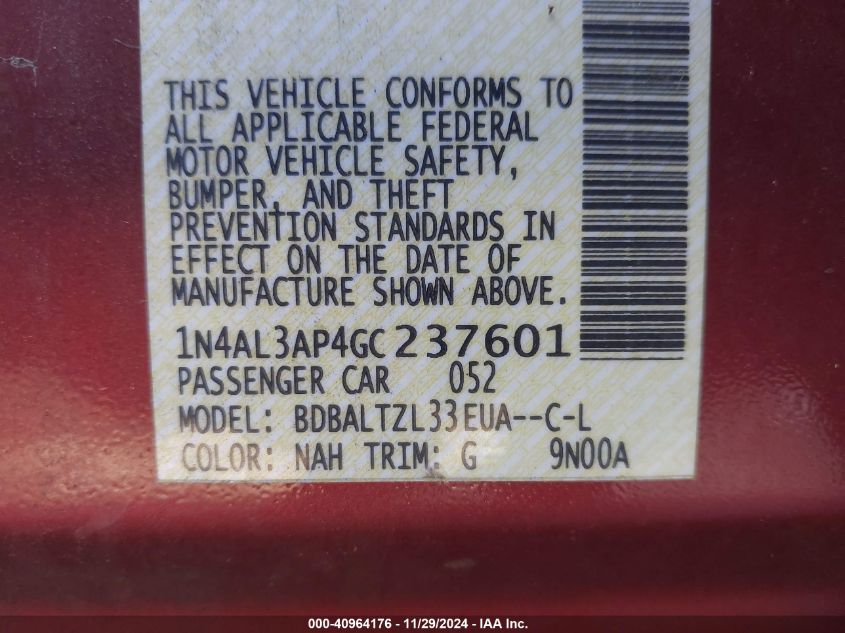 THIS VEHICLE CONFORMS TO
ALL APPLICABLE FEDERAL
MOTOR VEHICLE SAFETY,
BUMPER, AND THEFT
PREVENTION STANDARDS IN
EFFECT ON THE DATE OF
MANUFACTURE SHOWN ABOVE.
1N4AL3AP4GC237601
PASSENGER CAR 052
MODEL: BDBALTZL33EUA--C-L
COLOR: NAH TRIM: G 9N00A
000-40964176 - 11/29/2024 - IAA Inc.